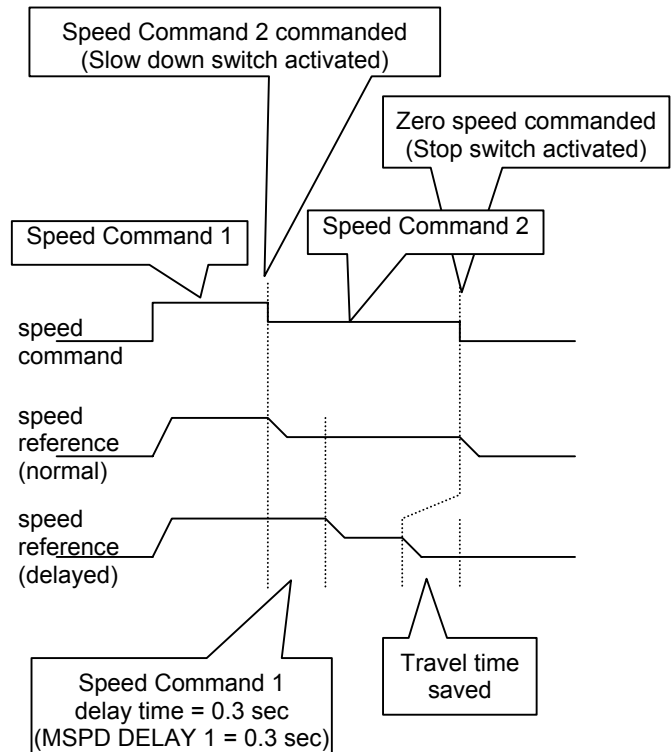 Speed Command 2 commanded
(Slow down switch activated)
Zero speed commanded
(Stop switch activated)
Speed Command 1
Speed Command 2
speed
command
speed
reference
(normal)
speed
reference
(delayed)
Speed Command 1
delay time = 0.3 sec
(MSPD DELAY 1 = 0.3 sec)
Travel time
saved